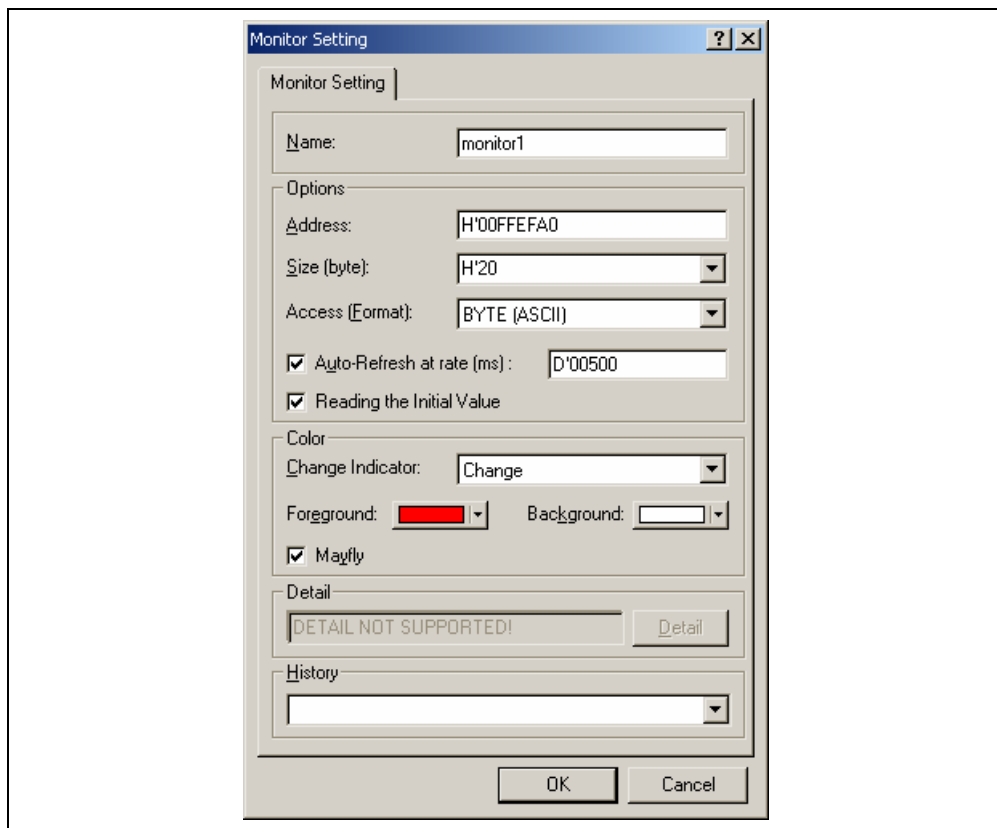 Monitor Setting
Monitor Setting
Name: monitor1
Options
Address: H'00FFEFA0
Size (byte): H'20
Access (Format): BYTE (ASCII)
Auto-Refresh at rate (ms) : D'00500
Reading the Initial Value
Color
Change Indicator: Change
Foreground: Background:
Mayfly
Detail
DETAIL NOT SUPPORTED! Detail
History
OK Cancel